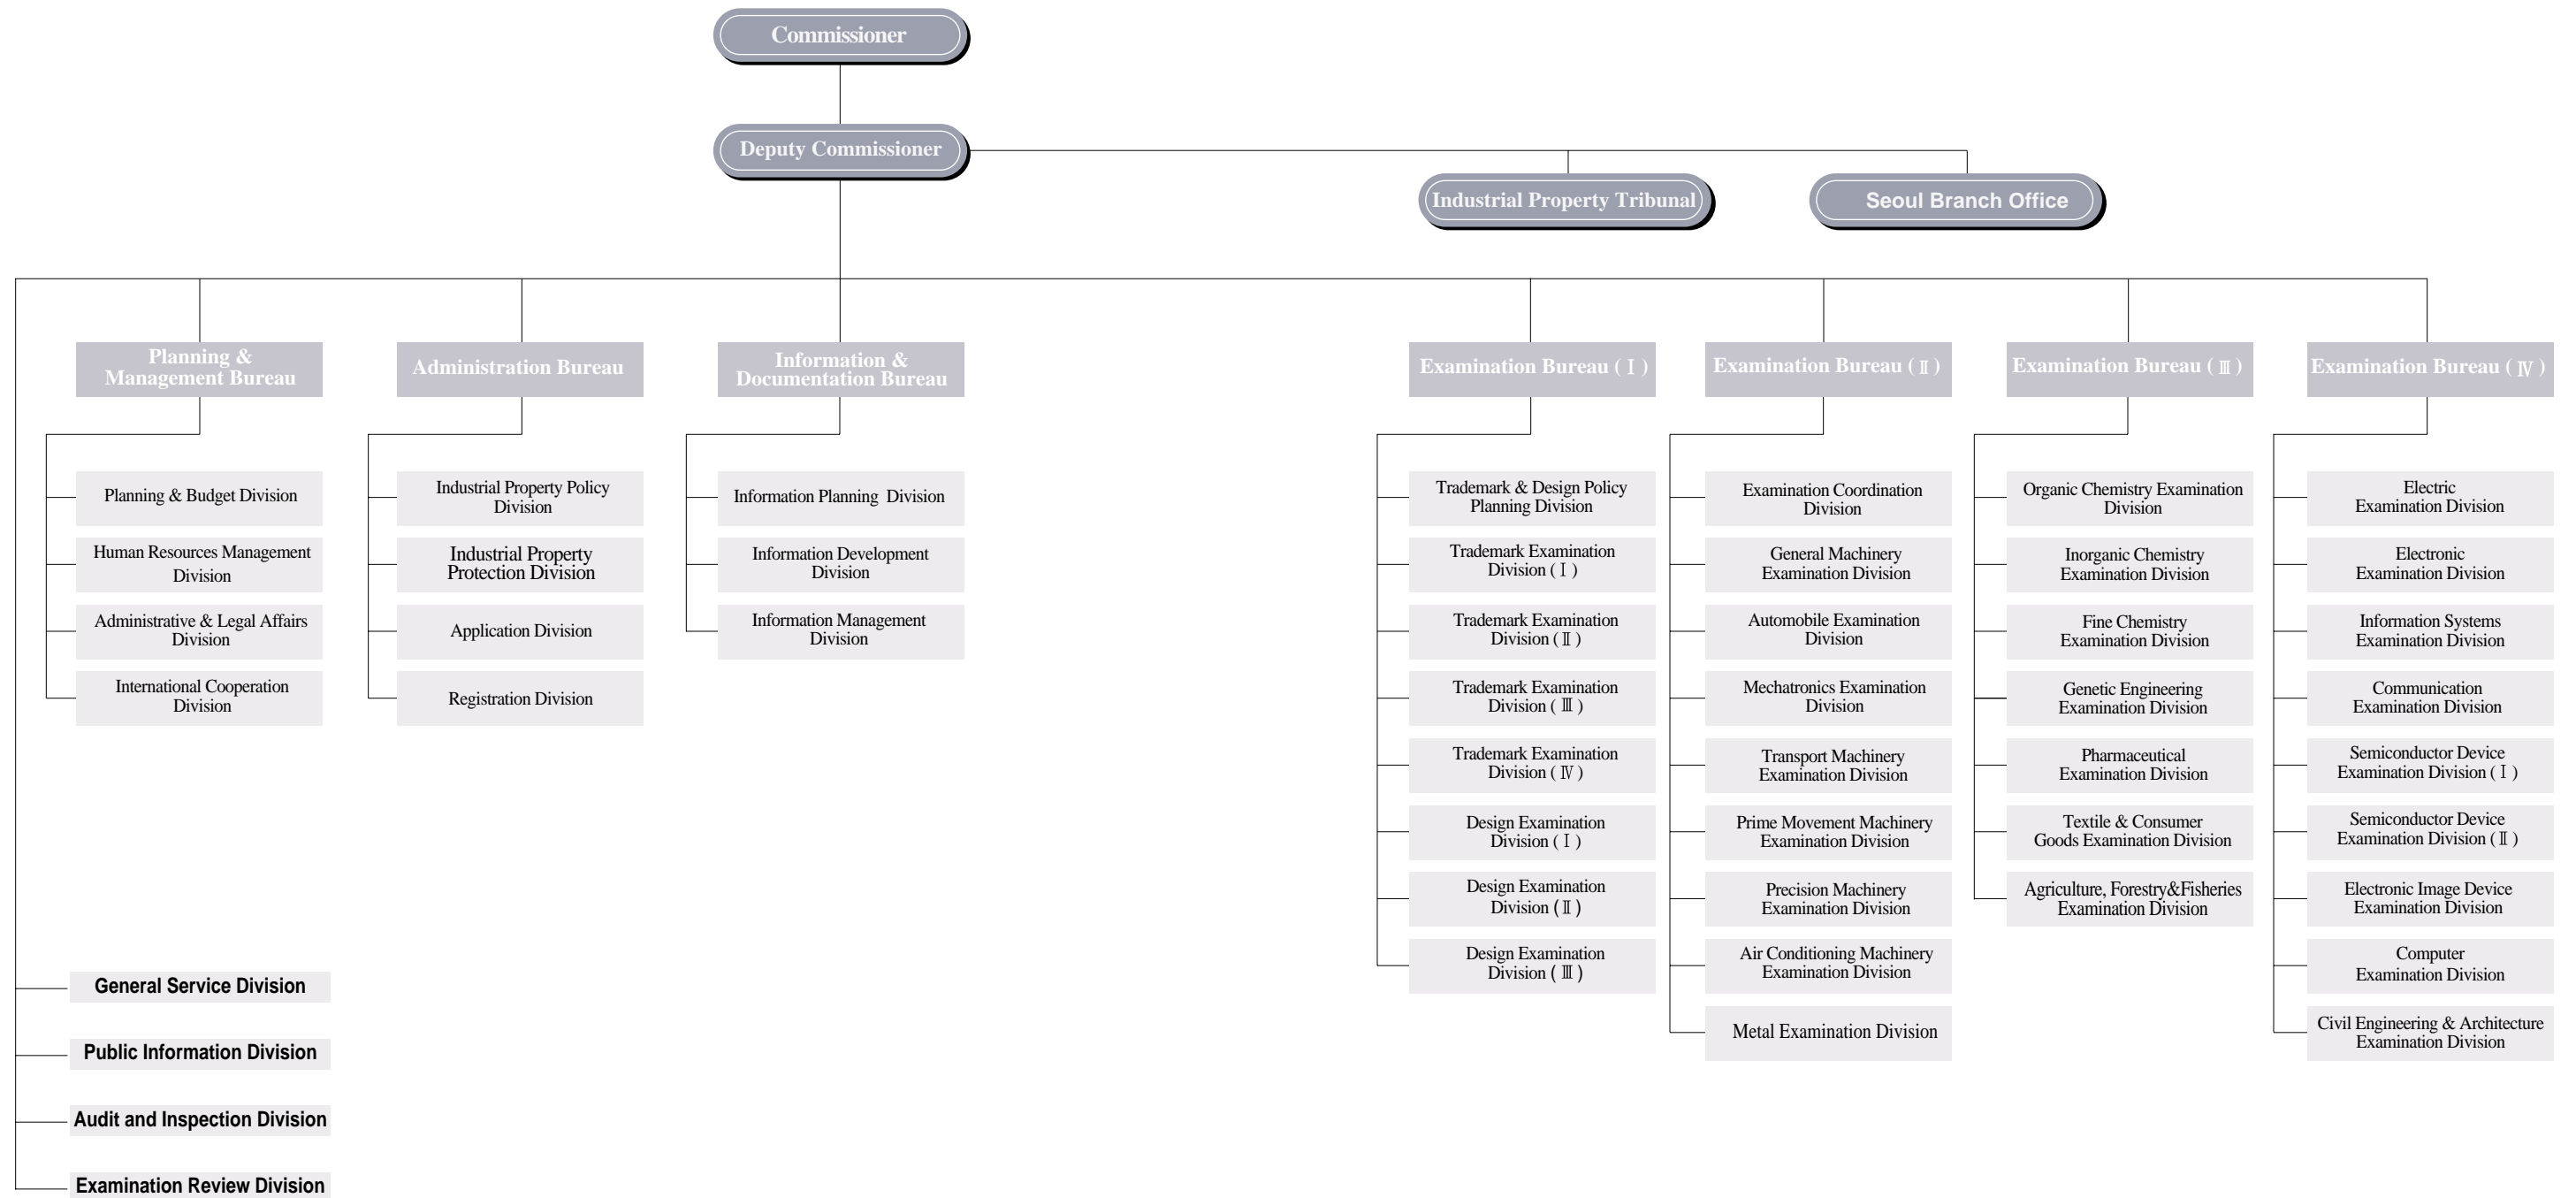 Commissioner
Deputy Commissioner
Industrial Property Tribunal
Seoul Branch Office
Planning &
Management Bureau
Administration Bureau
Information &
Documentation Bureau
Examination Bureau ( Ⅰ )
Examination Bureau ( Ⅱ )
Examination Bureau ( Ⅲ )
Examination Bureau ( Ⅳ )
Planning & Budget Division
Human Resources Management
Division
Administrative & Legal Affairs
Division
International Cooperation
Division
Industrial Property Policy
Division
Industrial Property
Protection Division
Application Division
Registration Division
Information Planning Division
Information Development
Division
Information Management
Division
Trademark & Design Policy
Planning Division
Trademark Examination
Division ( Ⅰ )
Trademark Examination
Division ( Ⅱ )
Trademark Examination
Division ( Ⅲ )
Trademark Examination
Division ( Ⅳ )
Design Examination
Division ( Ⅰ )
Design Examination
Division ( Ⅱ )
Design Examination
Division ( Ⅲ )
Examination Coordination
Division
General Machinery
Examination Division
Automobile Examination
Division
Mechatronics Examination
Division
Transport Machinery
Examination Division
Prime Movement Machinery
Examination Division
Precision Machinery
Examination Division
Air Conditioning Machinery
Examination Division
Metal Examination Division
Organic Chemistry Examination
Division
Inorganic Chemistry
Examination Division
Fine Chemistry
Examination Division
Genetic Engineering
Examination Division
Pharmaceutical
Examination Division
Textile & Consumer
Goods Examination Division
Agriculture, Forestry&Fisheries
Examination Division
Electric
Examination Division
Electronic
Examination Division
Information Systems
Examination Division
Communication
Examination Division
Semiconductor Device
Examination Division ( Ⅰ )
Semiconductor Device
Examination Division ( Ⅱ )
Electronic Image Device
Examination Division
Computer
Examination Division
Civil Engineering & Architecture
Examination Division
General Service Division
Public Information Division
Audit and Inspection Division
Examination Review Division